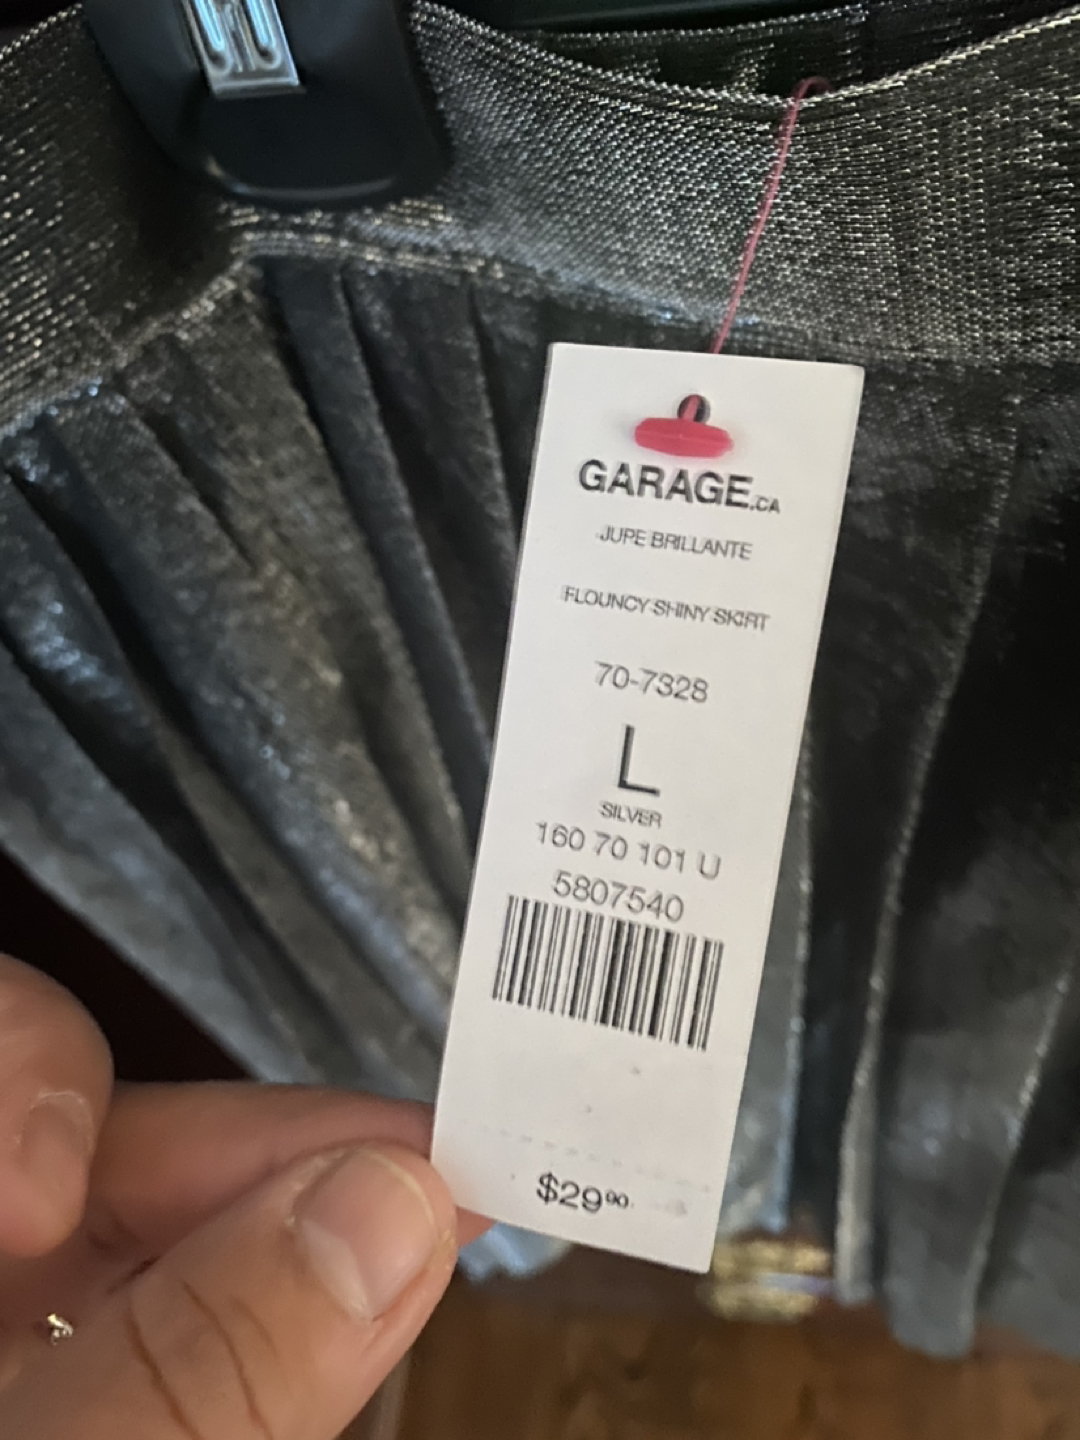 GARAGE.CA
JUPE BRILLANTE
FLOUNCY SHINY SKIRT
70-7328
L
SILVER
160 70 101 U
5807540
$29.90